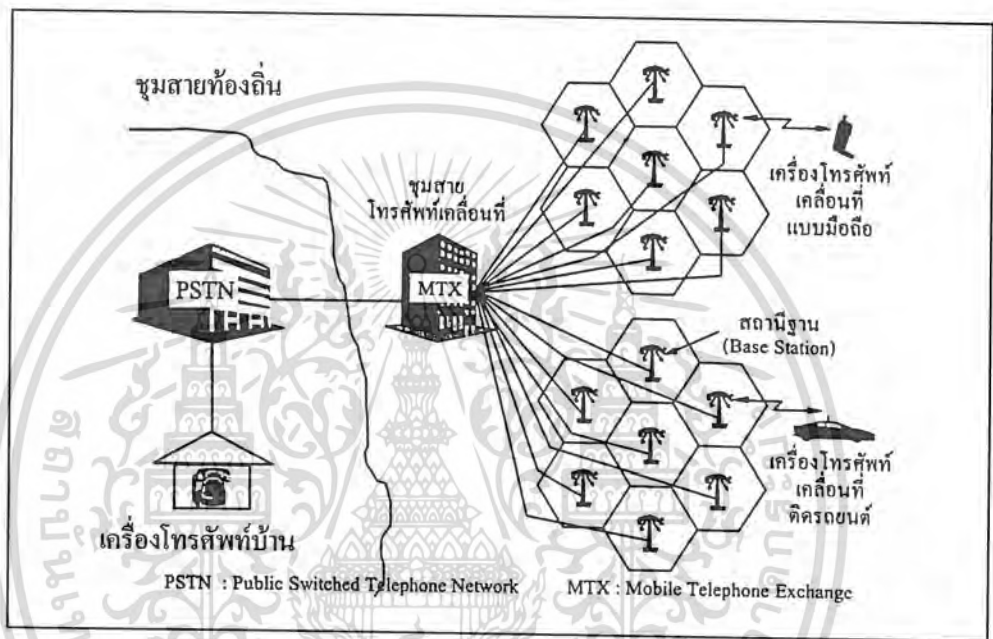 ชุมสายท้องถิ่น
ชุมสาย
โทรศัพท์เคลื่อนที่
PSTN
MTX
เครื่องโทรศัพท์
เคลื่อนที่
แบบมือถือ
สถานีฐาน
(Base Station)
เครื่องโทรศัพท์
เคลื่อนที่
ติดรถยนต์
เครื่องโทรศัพท์บ้าน
PSTN : Public Switched Telephone Network
MTX : Mobile Telephone Exchange